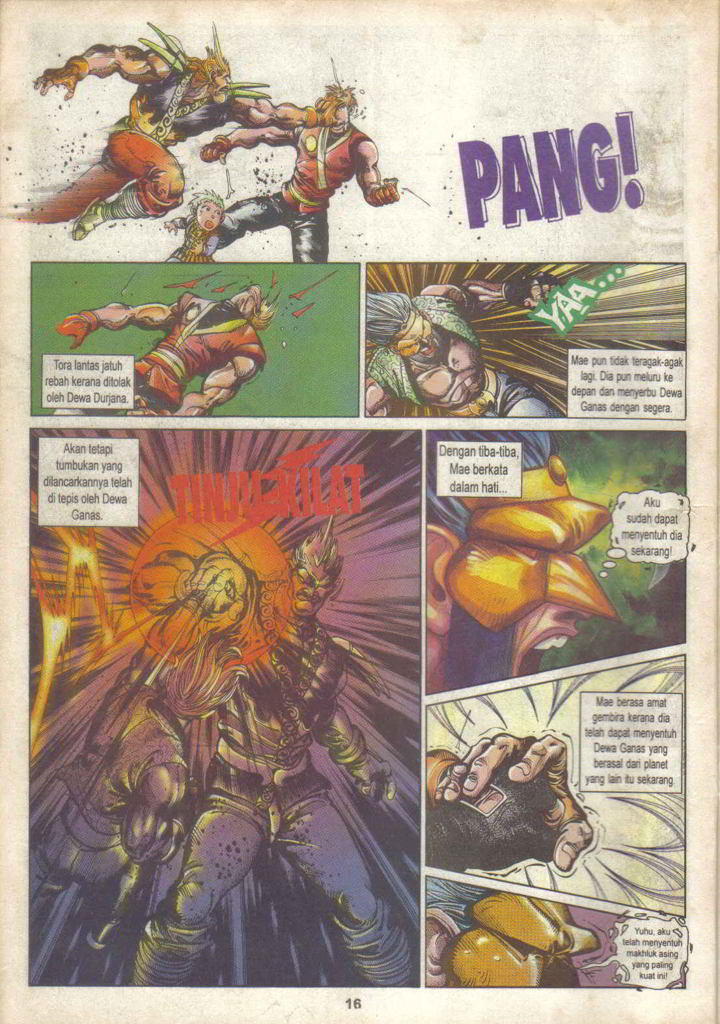 PANG!
Tora lantas jatuh
rebah kerana ditolak
oleh Dewa Durjana.
YAA...
Mae pun tidak teragak-agak
lagi. Dia pun meluru ke
depan dan menyerbu Dewa
Ganas dengan segera.
Akan tetapi
tumbukan yang
dilancarkannya telah
di tepis oleh Dewa
Ganas.
TINJU KILAT
Dengan tiba-tiba,
Mae berkata
dalam hati...
Aku
sudah dapat
menyentuh dia
sekarang!
Mae berasa amat
gembira kerana dia
telah dapat menyentuh
Dewa Ganas yang
berasal dari planet
yang lain itu sekarang.
Yuhu, aku
telah menyentuh
makhluk asing
yang paling
kuat ini!
16